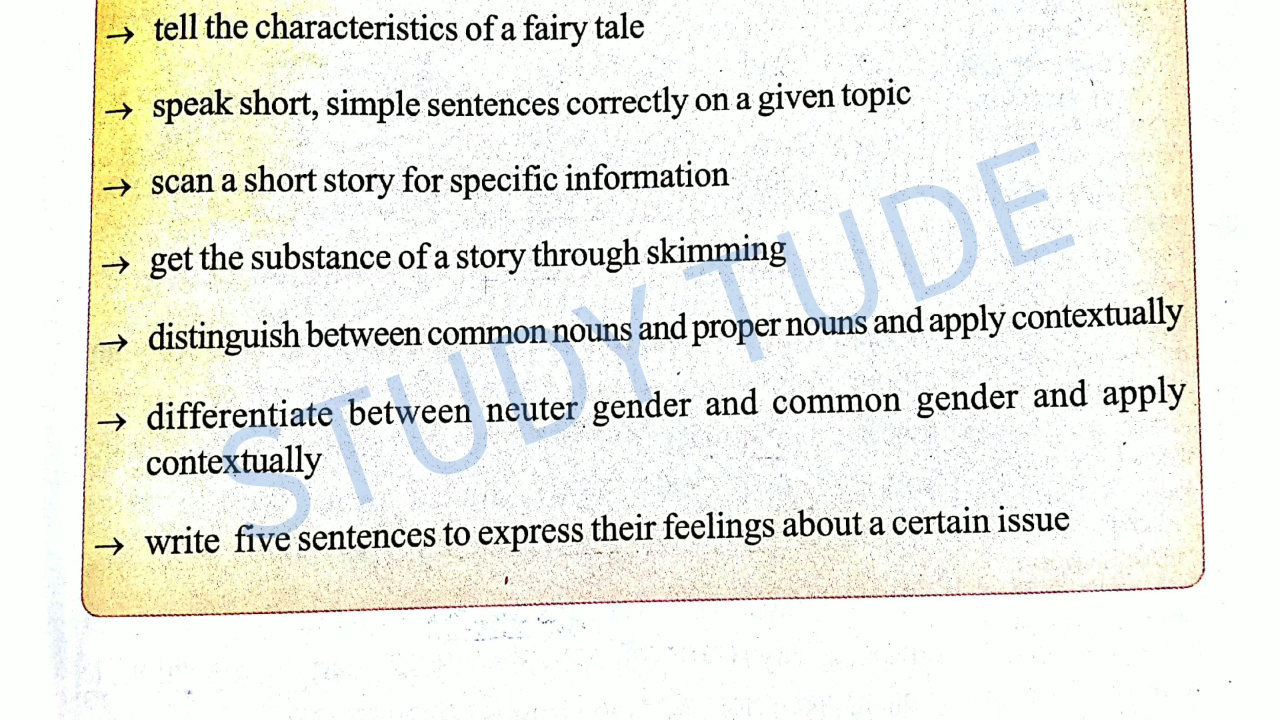 → tell the characteristics of a fairy tale
→ speak short, simple sentences correctly on a given topic
→ scan a short story for specific information
→ get the substance of a story through skimming
→ distinguish between common nouns and proper nouns and apply contextually
→ differentiate between neuter gender and common gender and apply
contextually
→ write five sentences to express their feelings about a certain issue
STUDY TUDE